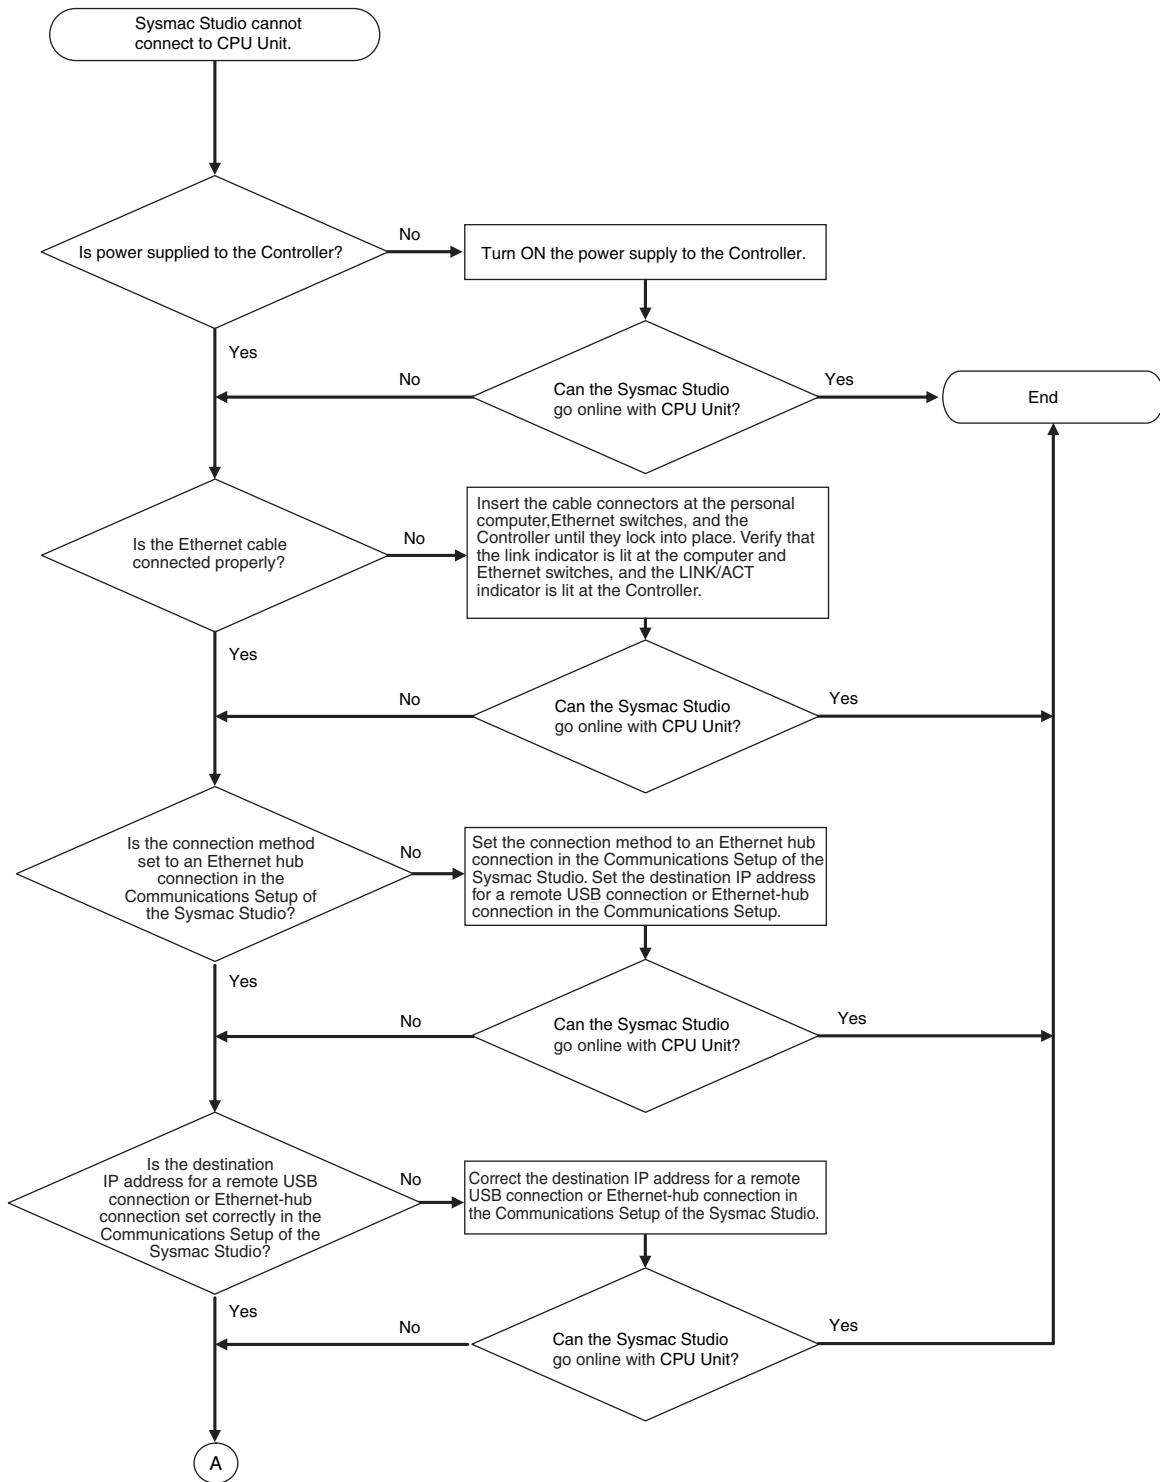 Sysmac Studio cannot
connect to CPU Unit.
Is power supplied to the Controller?
No
Turn ON the power supply to the Controller.
Yes
No
Can the Sysmac Studio
go online with CPU Unit?
Yes
End
Is the Ethernet cable
connected properly?
No
Insert the cable connectors at the personal
computer,Ethernet switches, and the
Controller until they lock into place. Verify that
the link indicator is lit at the computer and
Ethernet switches, and the LINK/ACT
indicator is lit at the Controller.
Yes
No
Can the Sysmac Studio
go online with CPU Unit?
Yes
Is the connection method
set to an Ethernet hub
connection in the
Communications Setup of
the Sysmac Studio?
No
Set the connection method to an Ethernet hub
connection in the Communications Setup of the
Sysmac Studio. Set the destination IP address
for a remote USB connection or Ethernet-hub
connection in the Communications Setup.
Yes
No
Can the Sysmac Studio
go online with CPU Unit?
Yes
Is the destination
IP address for a remote USB
connection or Ethernet-hub
connection set correctly in the
Communications Setup of the
Sysmac Studio?
No
Correct the destination IP address for a remote
USB connection or Ethernet-hub connection in
the Communications Setup of the Sysmac Studio.
Yes
No
Can the Sysmac Studio
go online with CPU Unit?
Yes
A